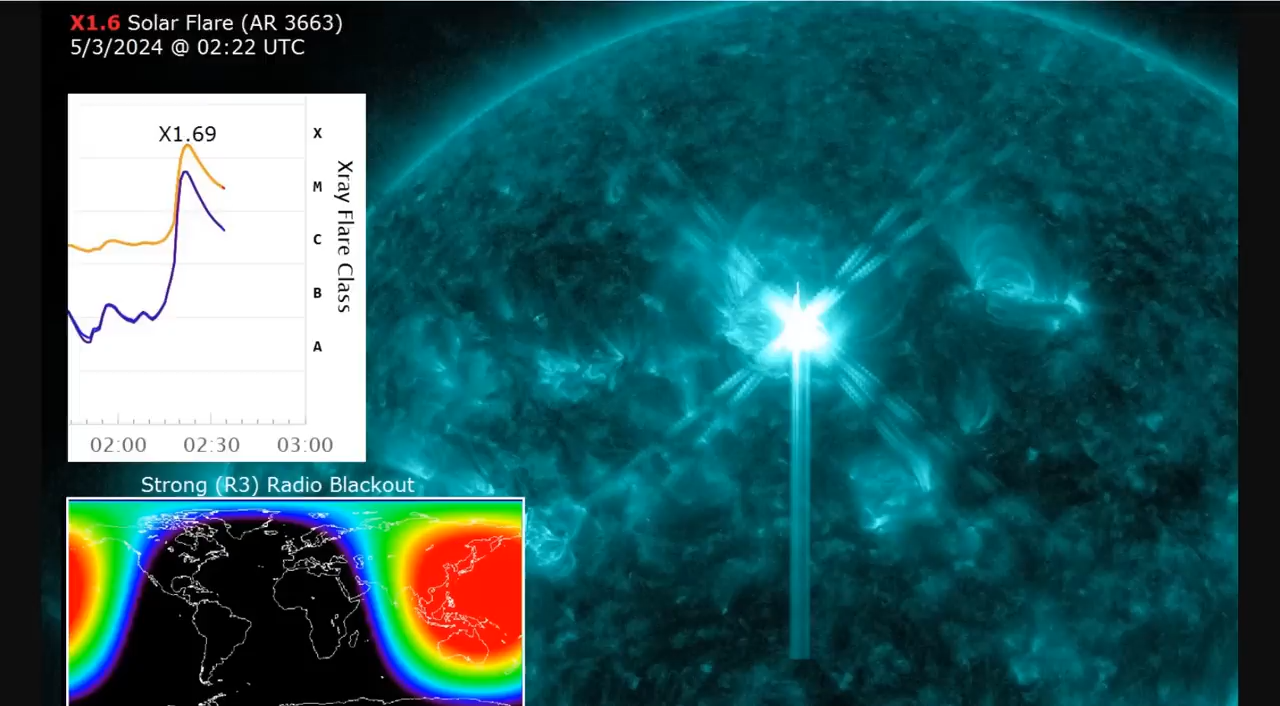 X1.6 Solar Flare (AR 3663)
5/3/2024 @ 02:22 UTC
X1.69
X
M
C
B
A
Xray Flare Class
02:00 02:30 03:00
Strong (R3) Radio Blackout